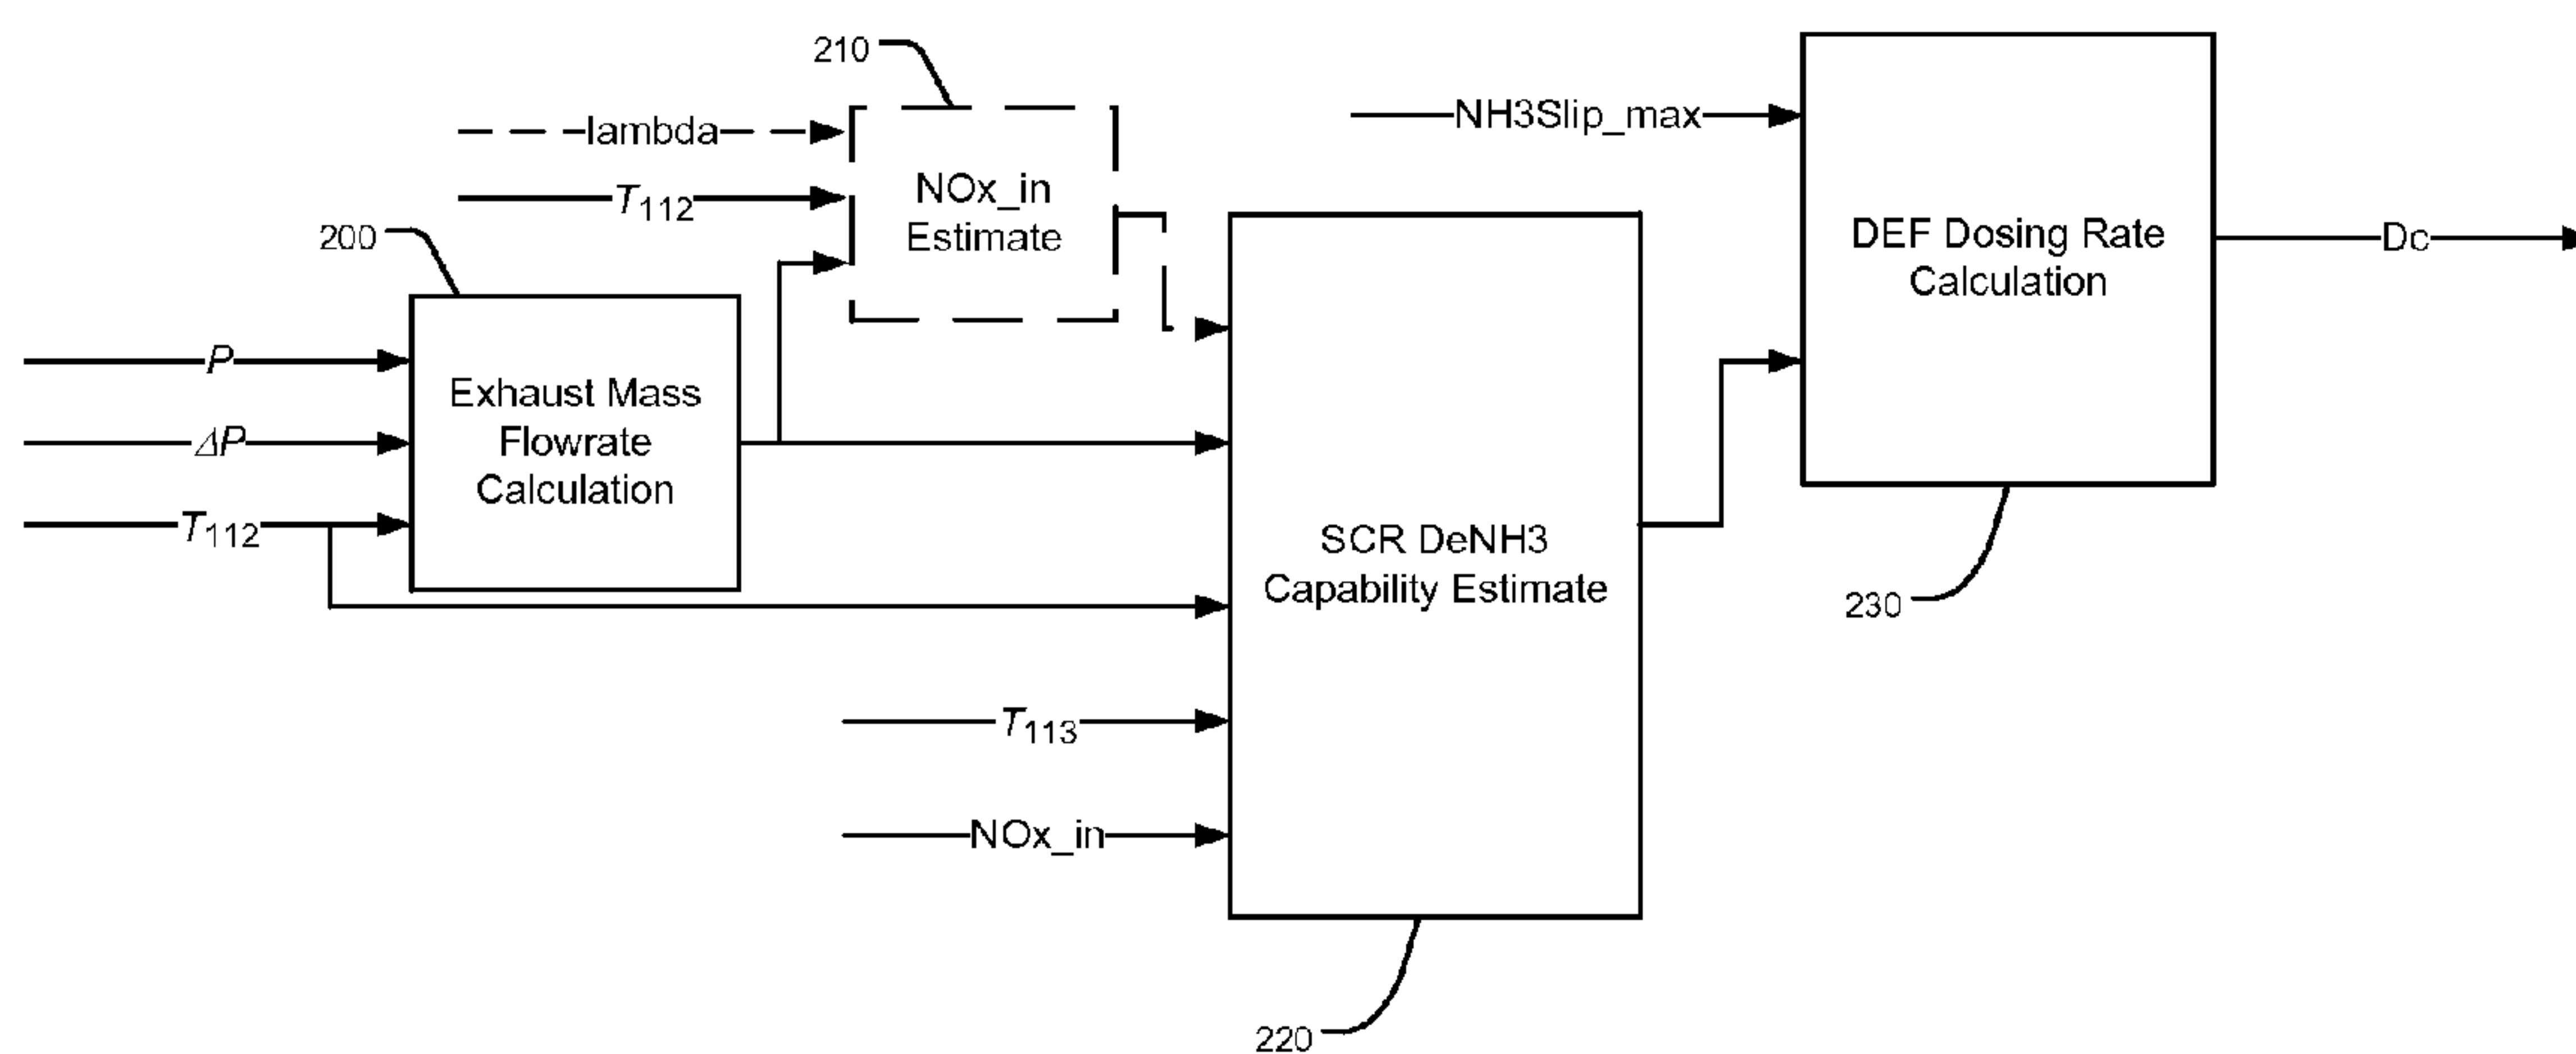 210
lambda
NH3Slip_max
T112
NOx_in
Estimate
200
DEF Dosing Rate
Calculation
Dc
P
ΔP
T112
Exhaust Mass
Flowrate
Calculation
SCR DeNH3
Capability Estimate
230
T113
NOx_in
220